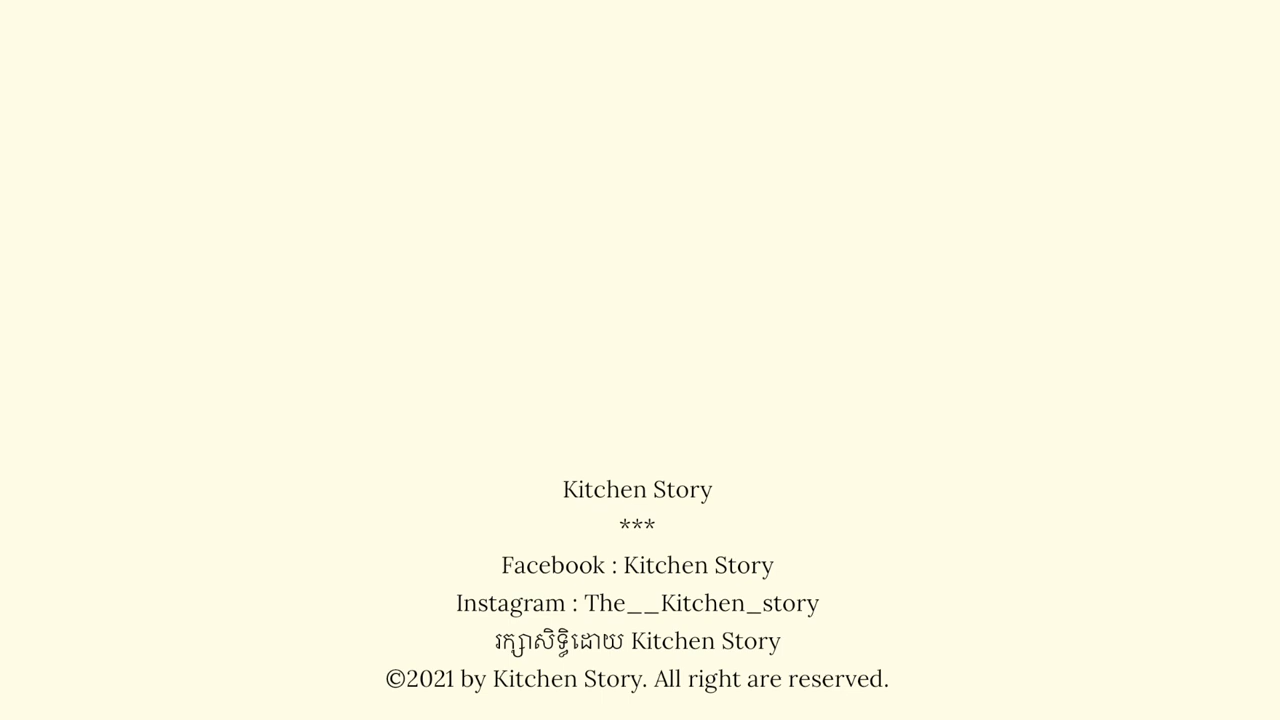 Kitchen Story
***
Facebook : Kitchen Story
Instagram : The__Kitchen_story
រក្សាសិទ្ធិដោយ Kitchen Story
©2021 by Kitchen Story. All right are reserved.